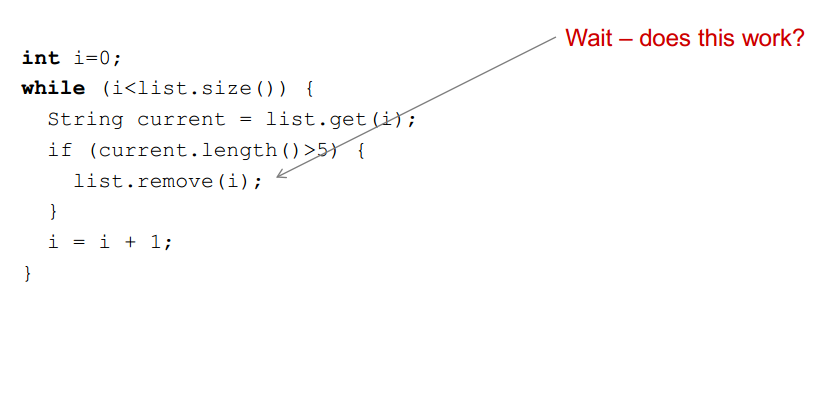 Wait – does this work?
int i=0;
while (i<list.size()) {
String current = list.get(i);
if (current.length()>5) {
list.remove(i);
}
i = i + 1;
}